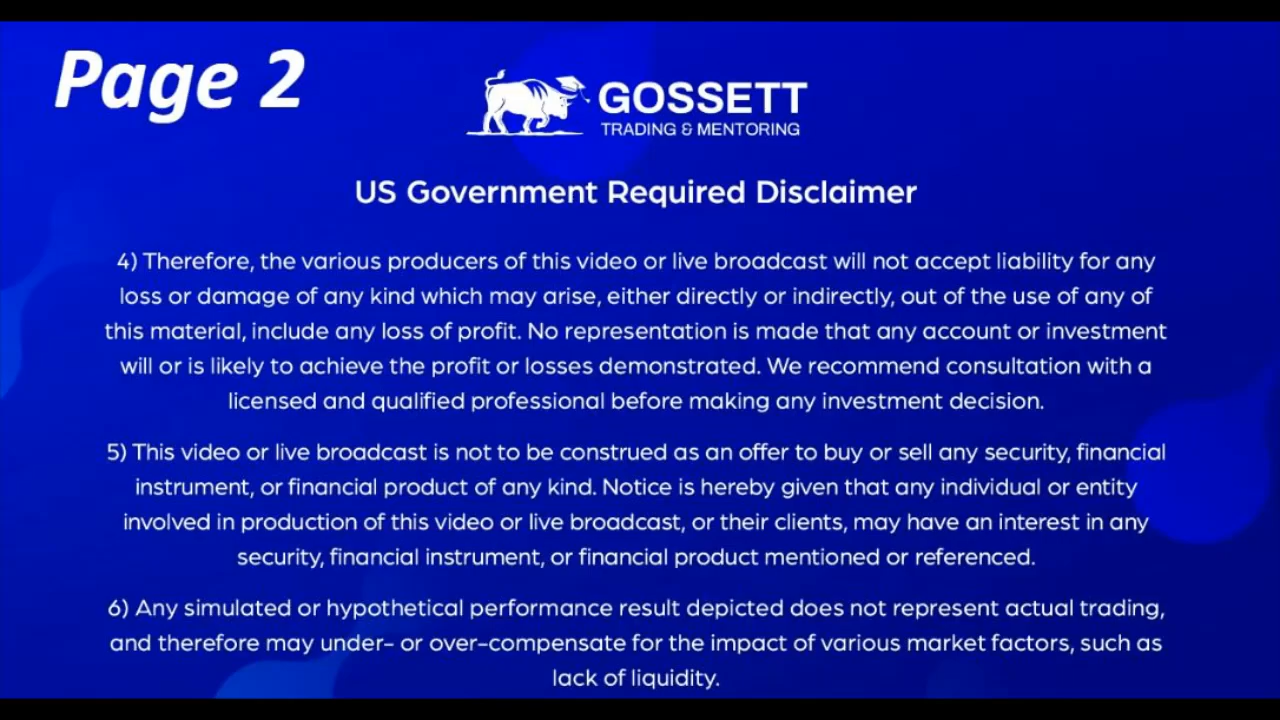 Page 2
GOSSETT
TRADING & MENTORING
US Government Required Disclaimer
4) Therefore, the various producers of this video or live broadcast will not accept liability for any
loss or damage of any kind which may arise, either directly or indirectly, out of the use of any of
this material, include any loss of profit. No representation is made that any account or investment
will or is likely to achieve the profit or losses demonstrated. We recommend consultation with a
licensed and qualified professional before making any investment decision.
5) This video or live broadcast is not to be construed as an offer to buy or sell any security, financial
instrument, or financial product of any kind. Notice is hereby given that any individual or entity
involved in production of this video or live broadcast, or their clients, may have an interest in any
security, financial instrument, or financial product mentioned or referenced.
6) Any simulated or hypothetical performance result depicted does not represent actual trading,
and therefore may under- or over-compensate for the impact of various market factors, such as
lack of liquidity.